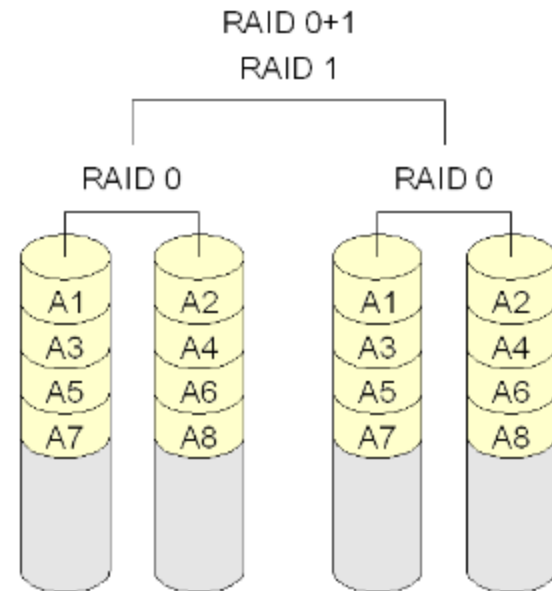 RAID 0+1
RAID 1
RAID 0 RAID 0
A1 A2 A1 A2
A3 A4 A3 A4
A5 A6 A5 A6
A7 A8 A7 A8